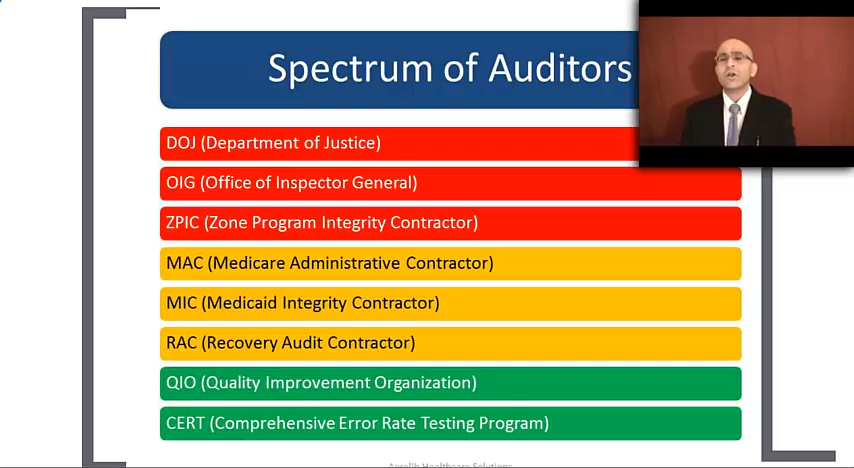 Spectrum of Auditors
DOJ (Department of Justice)
OIG (Office of Inspector General)
ZPIC (Zone Program Integrity Contractor)
MAC (Medicare Administrative Contractor)
MIC (Medicaid Integrity Contractor)
RAC (Recovery Audit Contractor)
QIO (Quality Improvement Organization)
CERT (Comprehensive Error Rate Testing Program)
Healthcare Solutions